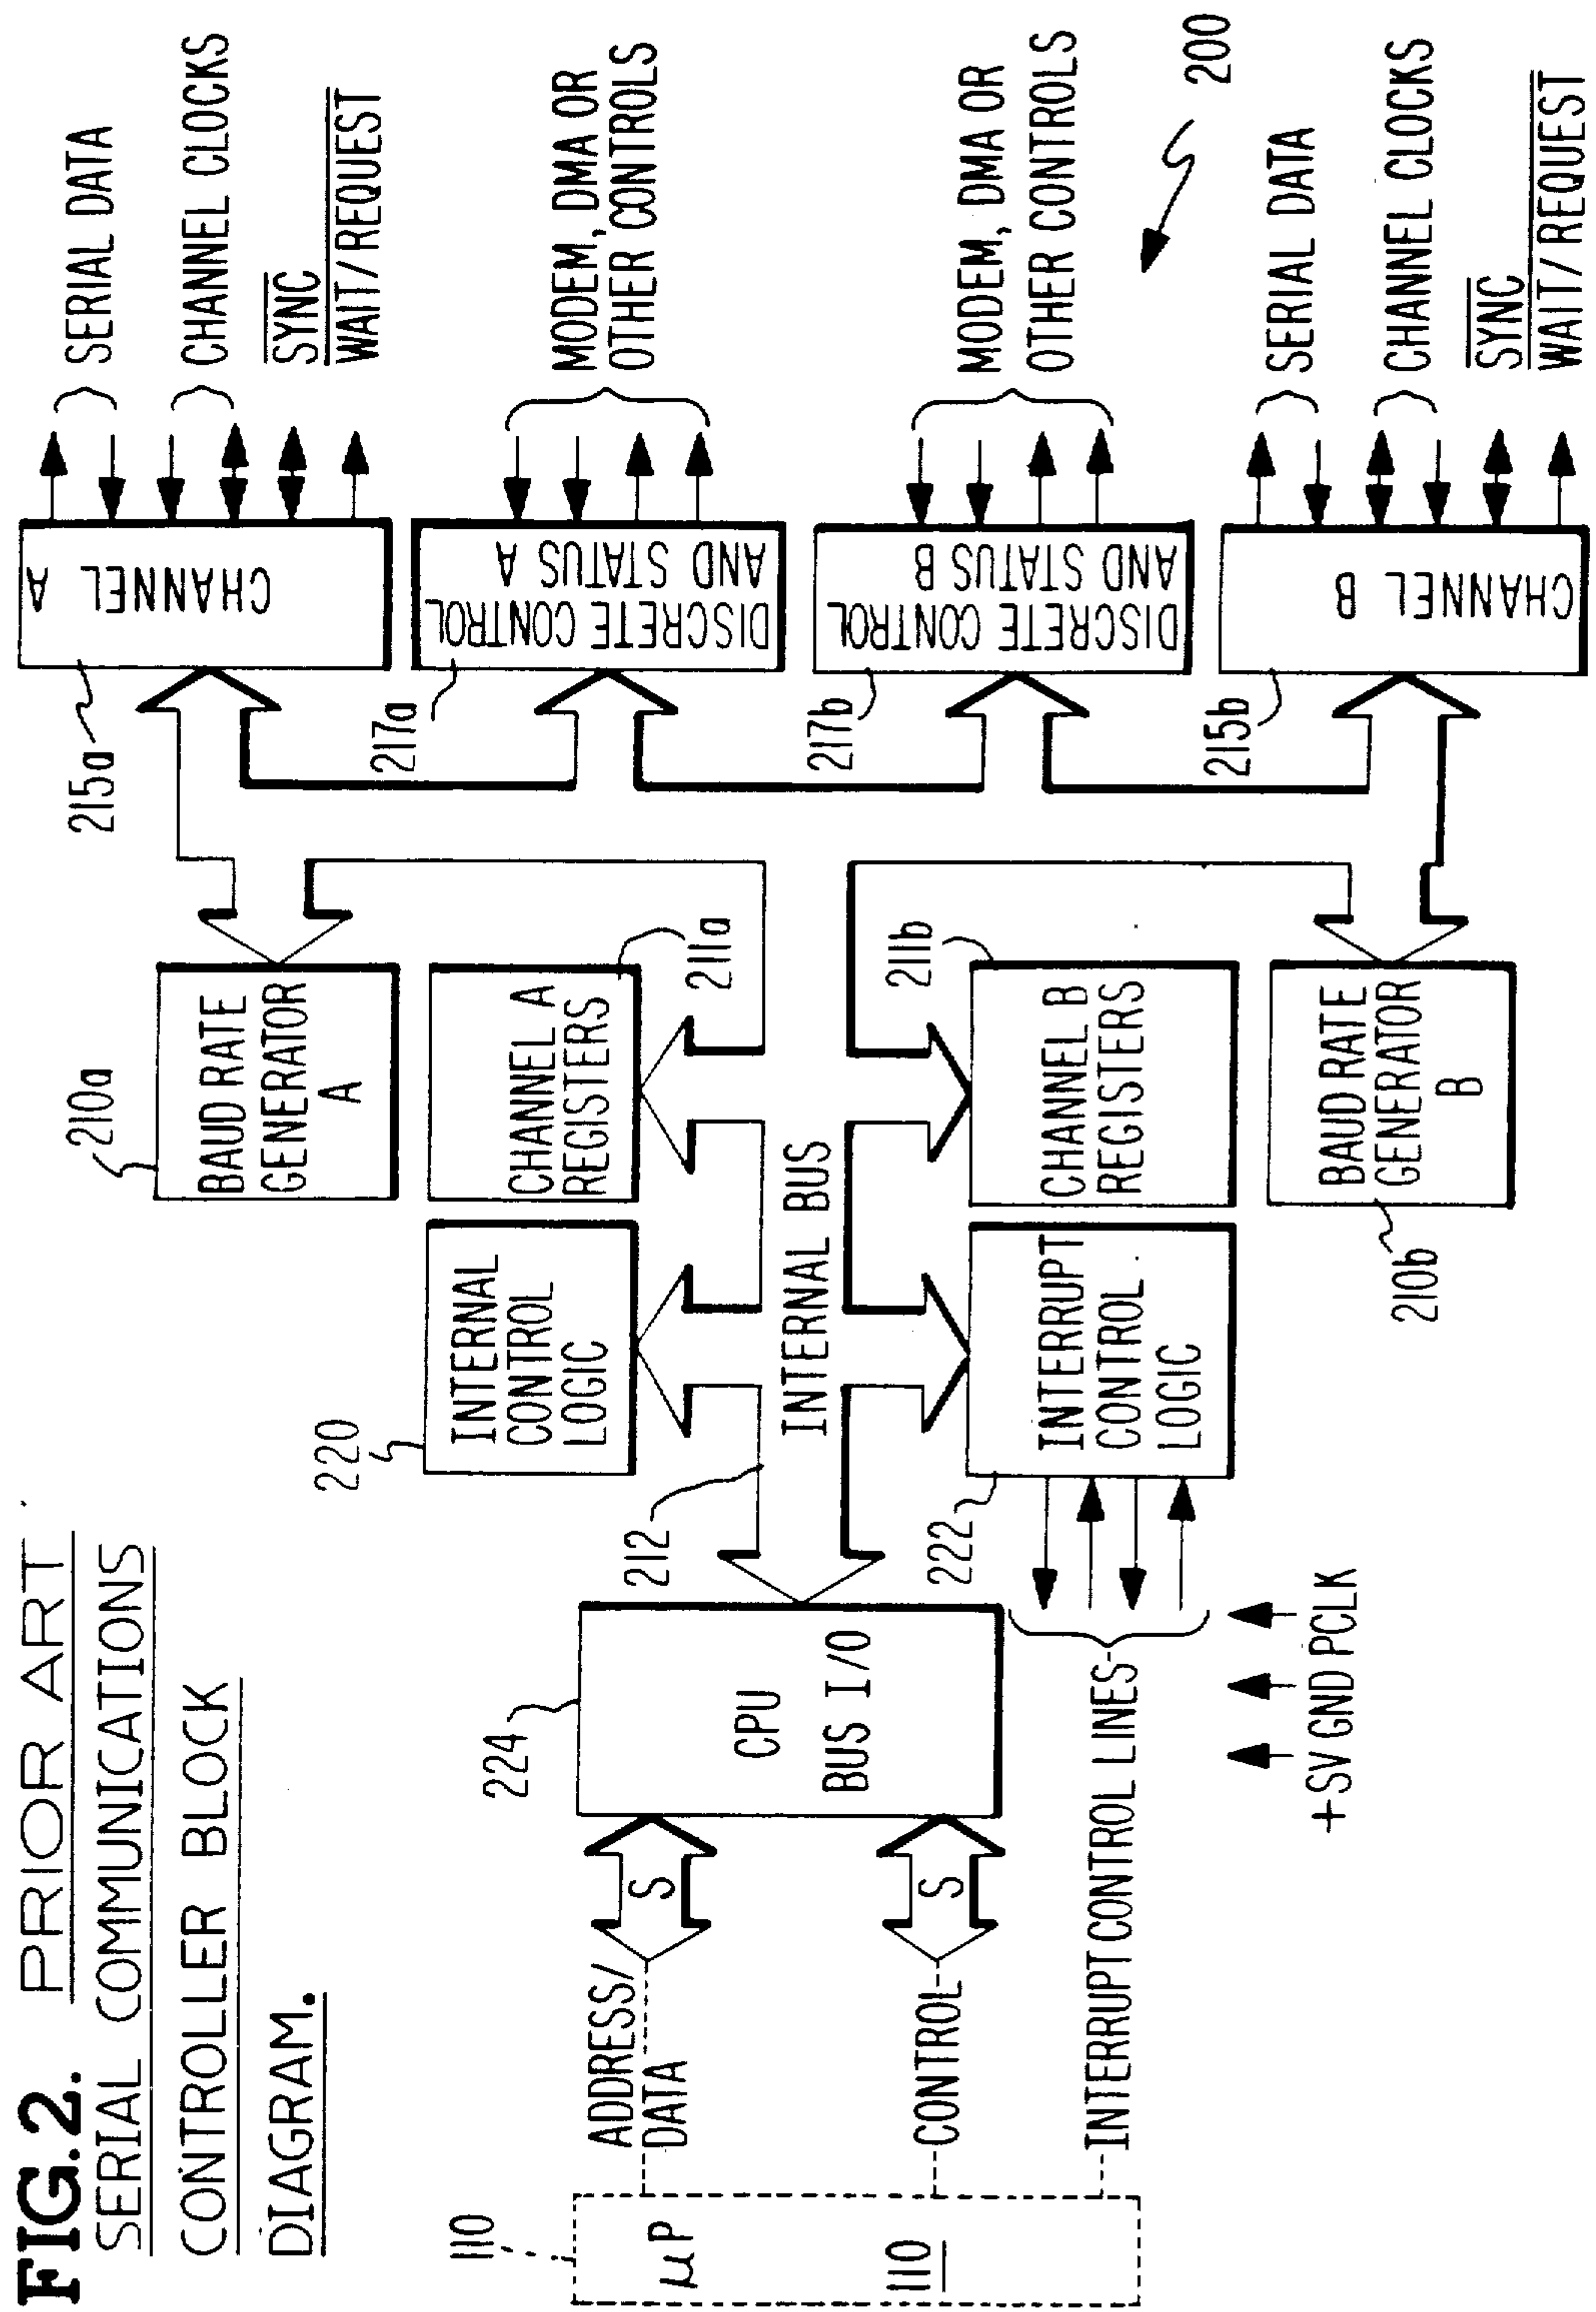 FIG.2. PRIOR ART
SERIAL COMMUNICATIONS
CONTROLLER BLOCK
DIAGRAM.
110
μP
110
ADDRESS/
DATA
CONTROL
INTERRUPT CONTROL LINES
S
S
224
CPU
BUS I/O
+SV GND PCLK
212
INTERNAL BUS
220
INTERNAL
CONTROL
LOGIC
222
INTERRUPT
CONTROL
LOGIC
210a
BAUD RATE
GENERATOR
A
CHANNEL A
REGISTERS
211a
CHANNEL B
REGISTERS
211b
BAUD RATE
GENERATOR
B
210b
215a
CHANNEL A
217a
DISCRETE CONTROL
AND STATUS A
217b
DISCRETE CONTROL
AND STATUS B
215b
CHANNEL B
SERIAL DATA
CHANNEL CLOCKS
SYNC
WAIT/REQUEST
MODEM, DMA OR
OTHER CONTROLS
MODEM, DMA OR
OTHER CONTROLS
200
SERIAL DATA
CHANNEL CLOCKS
SYNC
WAIT/REQUEST